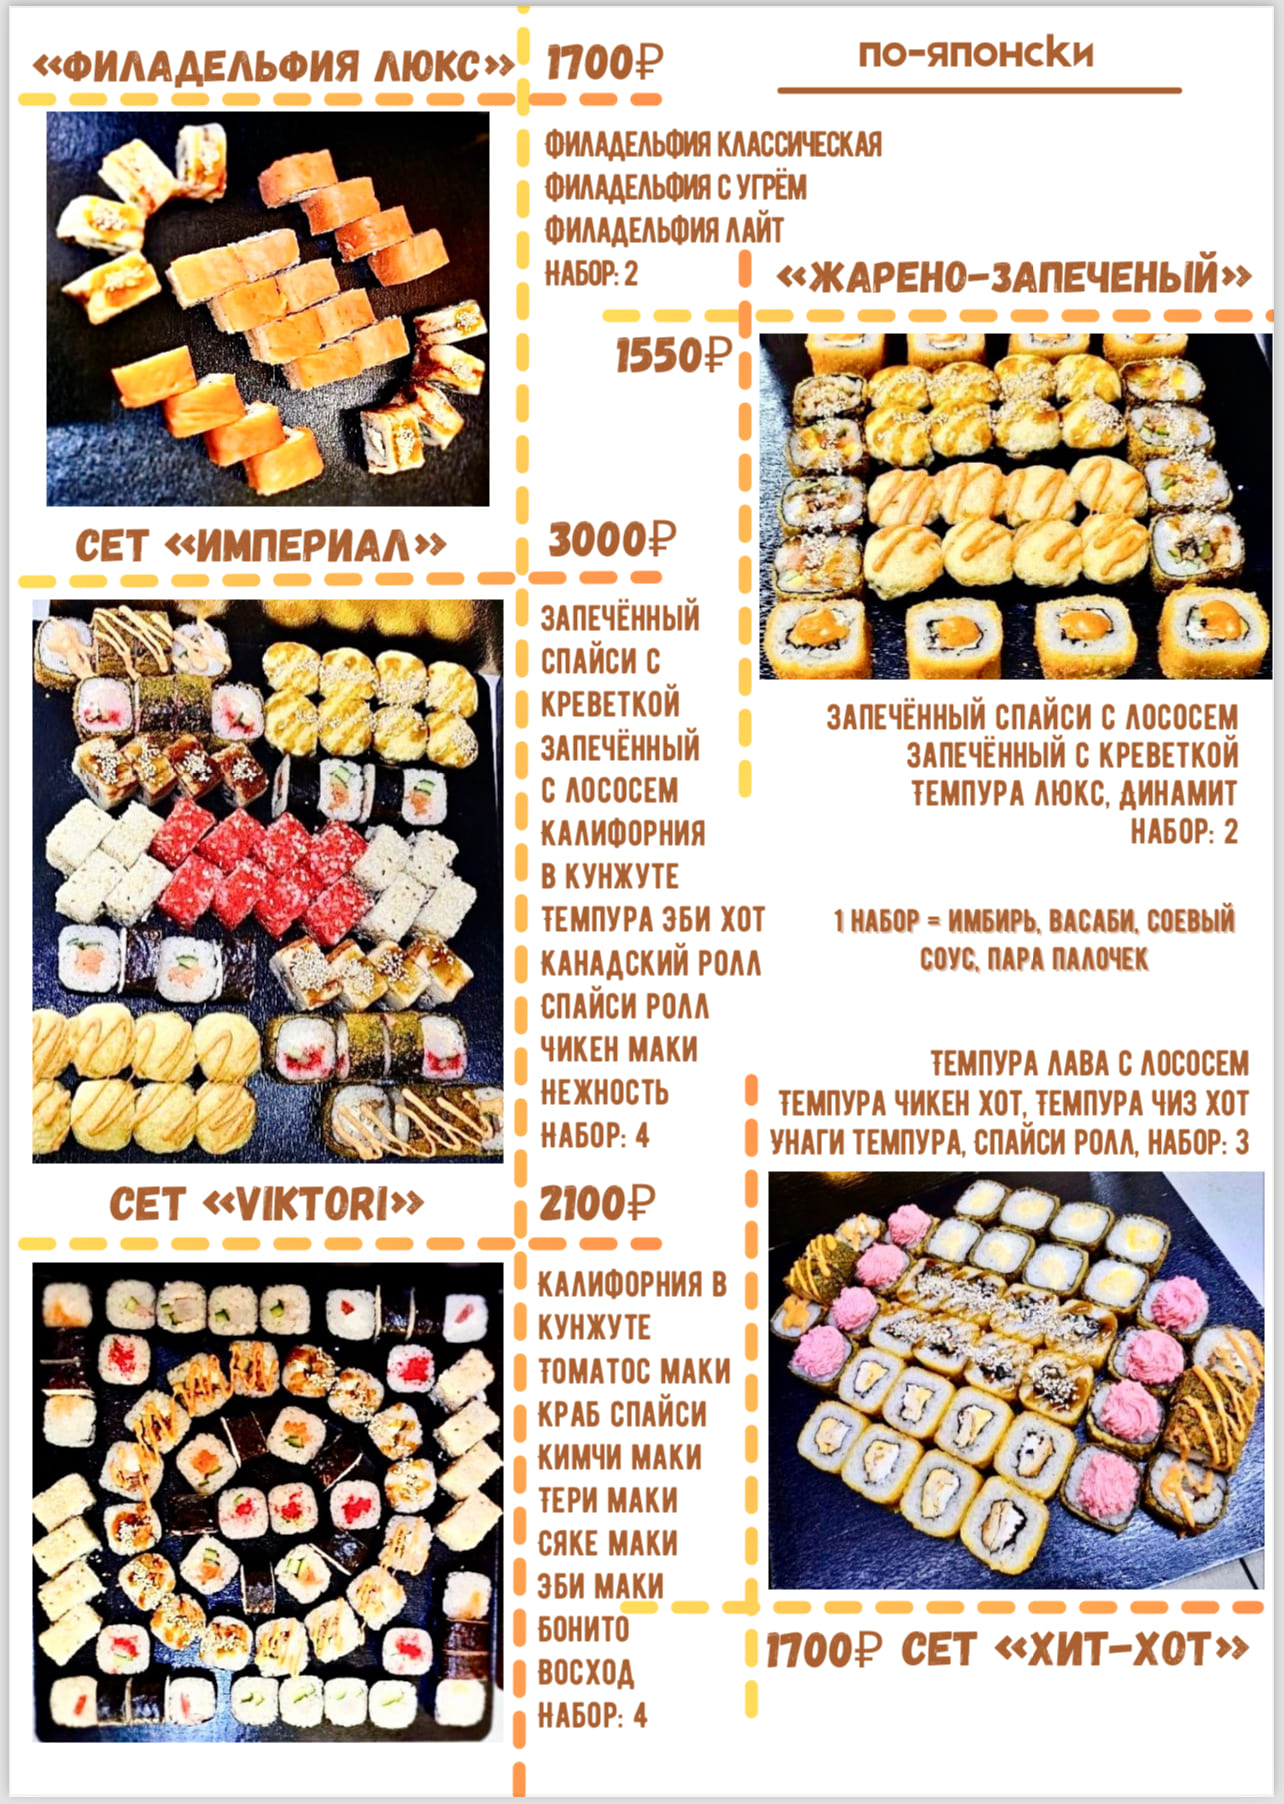 «ФИЛАДЕЛЬФИЯ ЛЮКС» 1700₽
ПО-ЯПОНСКИ
ФИЛАДЕЛЬФИЯ КЛАССИЧЕСКАЯ
ФИЛАДЕЛЬФИЯ С УГРЁМ
ФИЛАДЕЛЬФИЯ ЛАЙТ
НАБОР: 2
«ЖАРЕНО-ЗАПЕЧЕНЫЙ»
1550₽
ЗАПЕЧЁННЫЙ СПАЙСИ С ЛОСОСЕМ
ЗАПЕЧЁННЫЙ С КРЕВЕТКОЙ
ТЕМПУРА ЛЮКС, ДИНАМИТ
НАБОР: 2
СЕТ «ИМПЕРИАЛ» 3000₽
ЗАПЕЧЁННЫЙ
СПАЙСИ С
КРЕВЕТКОЙ
ЗАПЕЧЁННЫЙ
С ЛОСОСЕМ
КАЛИФОРНИЯ
В КУНЖУТЕ
ТЕМПУРА ЭБИ ХОТ
КАНАДСКИЙ РОЛЛ
СПАЙСИ РОЛЛ
ЧИКЕН МАКИ
НЕЖНОСТЬ
НАБОР: 4
1 НАБОР = ИМБИРЬ, ВАСАБИ, СОЕВЫЙ
СОУС, ПАРА ПАЛОЧЕК
СЕТ «VIKTORI» 2100₽
КАЛИФОРНИЯ В
КУНЖУТЕ
ТОМАТОС МАКИ
КРАБ СПАЙСИ
КИМЧИ МАКИ
ТЕРИ МАКИ
СЯКЕ МАКИ
ЭБИ МАКИ
БОНИТО
ВОСХОД
НАБОР: 4
ТЕМПУРА ЛАВА С ЛОСОСЕМ
ТЕМПУРА ЧИКЕН ХОТ, ТЕМПУРА ЧИЗ ХОТ
УНАГИ ТЕМПУРА, СПАЙСИ РОЛЛ, НАБОР: 3
1700₽ СЕТ «ХИТ-ХОТ»